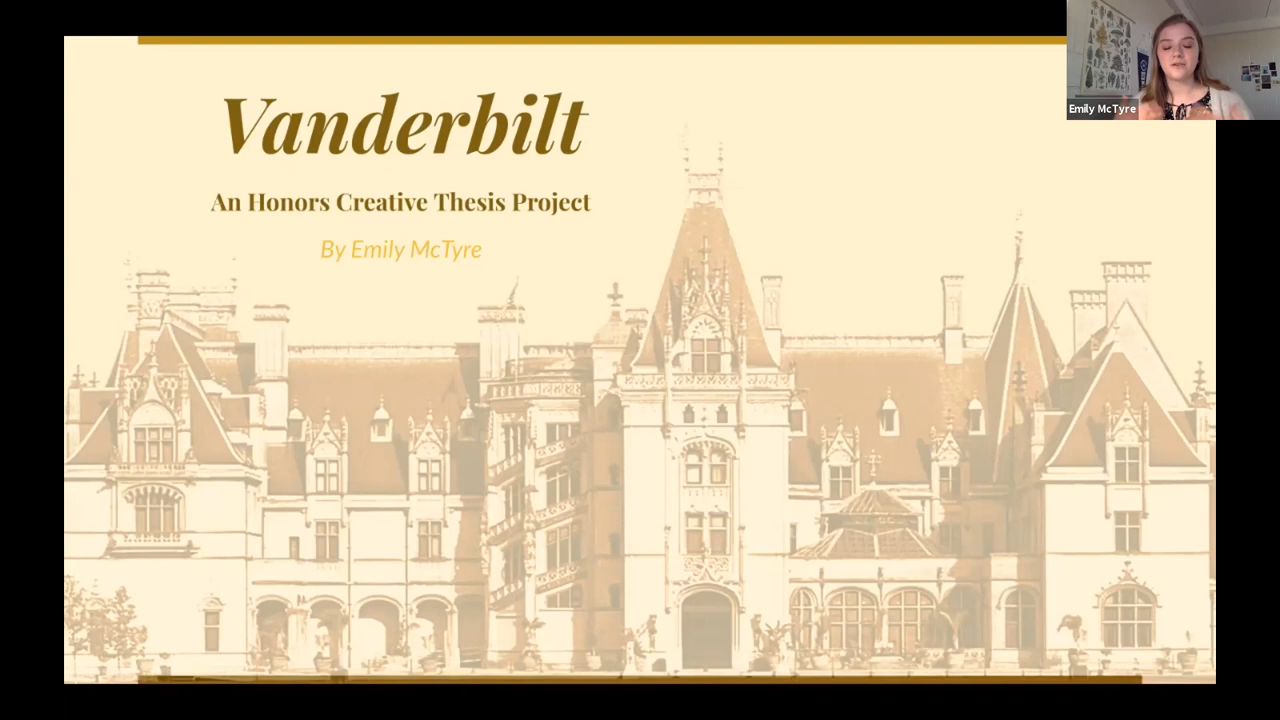 Vanderbilt
An Honors Creative Thesis Project
By Emily McTyre
Emily McTyre